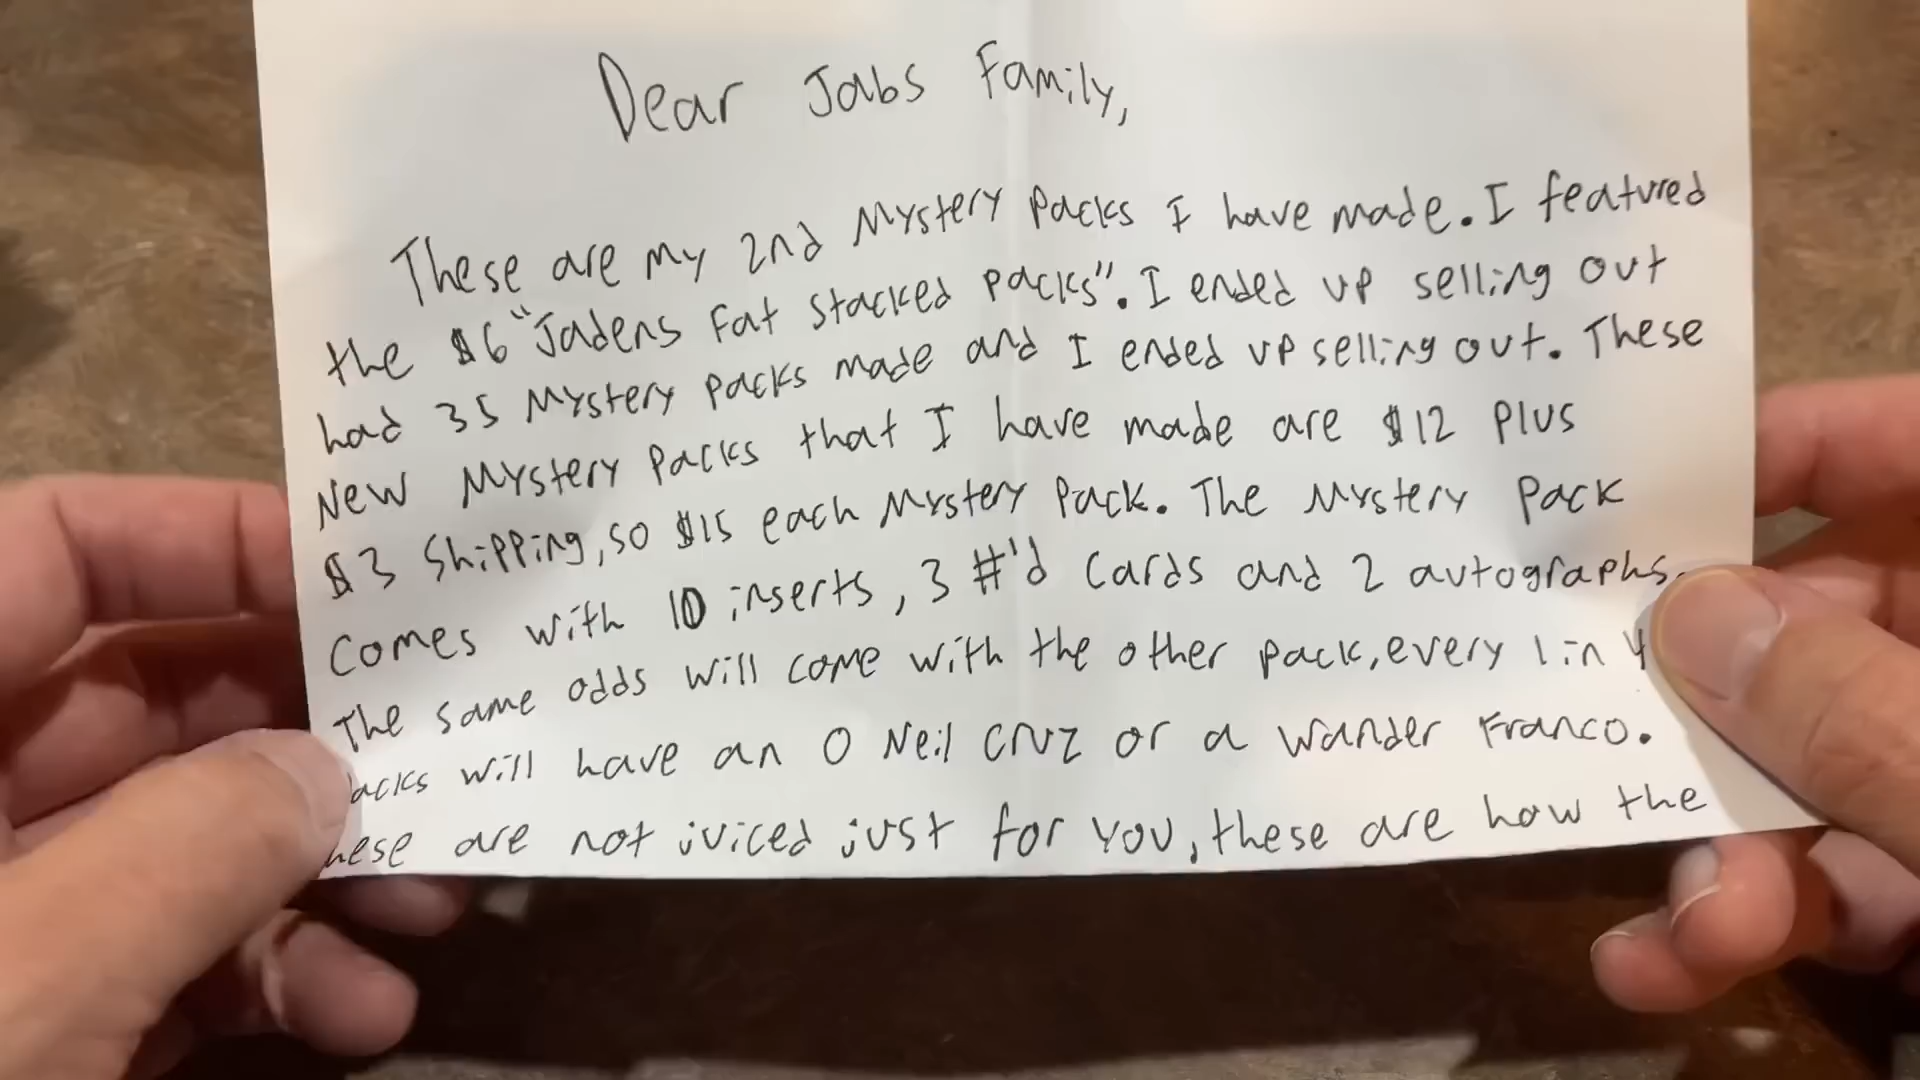 Dear Jabs Family,
These are my 2nd Mystery Packs I have made. I featured
the $6 "Jadens Fat Stacked Packs". I ended up selling out
had 35 Mystery packs made and I ended up selling out. These
New Mystery Packs that I have made are $12 Plus
$3 Shipping, so $15 each Mystery Pack. The Mystery Pack
Comes with 10 inserts, 3 #'d Cards and 2 autographs.
The same odds will come with the other pack, every 1 in 4
acks will have an O Neil Cruz or a Wander Franco.
hese are not juiced just for you, these are how the